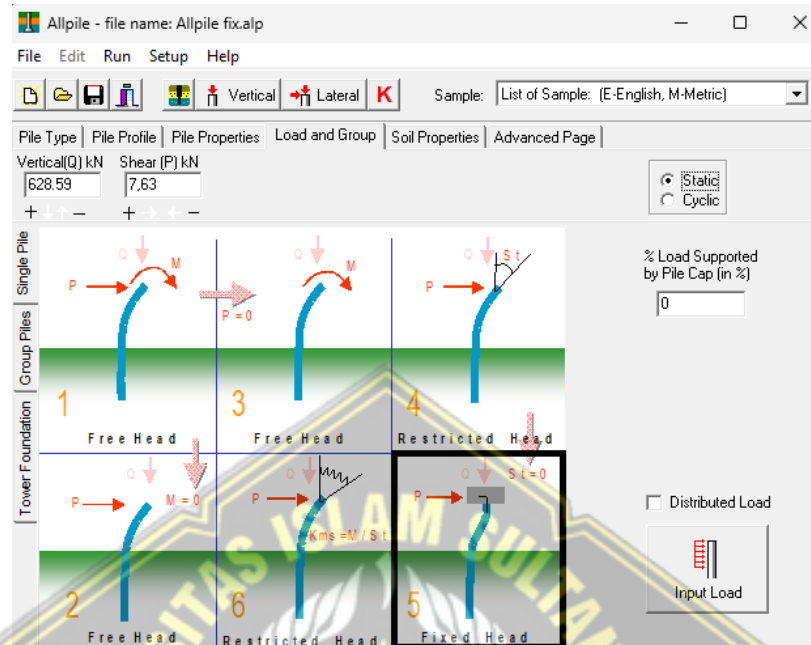 Allpile - file name: Allpile fix.alp
File Edit Run Setup Help
Vertical Lateral K Sample: List of Sample: (E-English, M-Metric)
Pile Type Pile Profile Pile Properties Load and Group Soil Properties Advanced Page
Vertical(Q) kN Shear (P) kN
628.59 7,63
+ − + −
Static
Cyclic
Single Pile
Group Piles
Tower Foundation
Q M P
1
Free Head
P = 0
Q M
3
Free Head
Q St P
4
Restricted Head
% Load Supported
by Pile Cap (in %)
0
Q P M = 0
2
Free Head
Q P Kms =M / St
6
Restricted Head
Q St=0 P
5
Fixed Head
Distributed Load
Input Load
ISLAM SULTAN